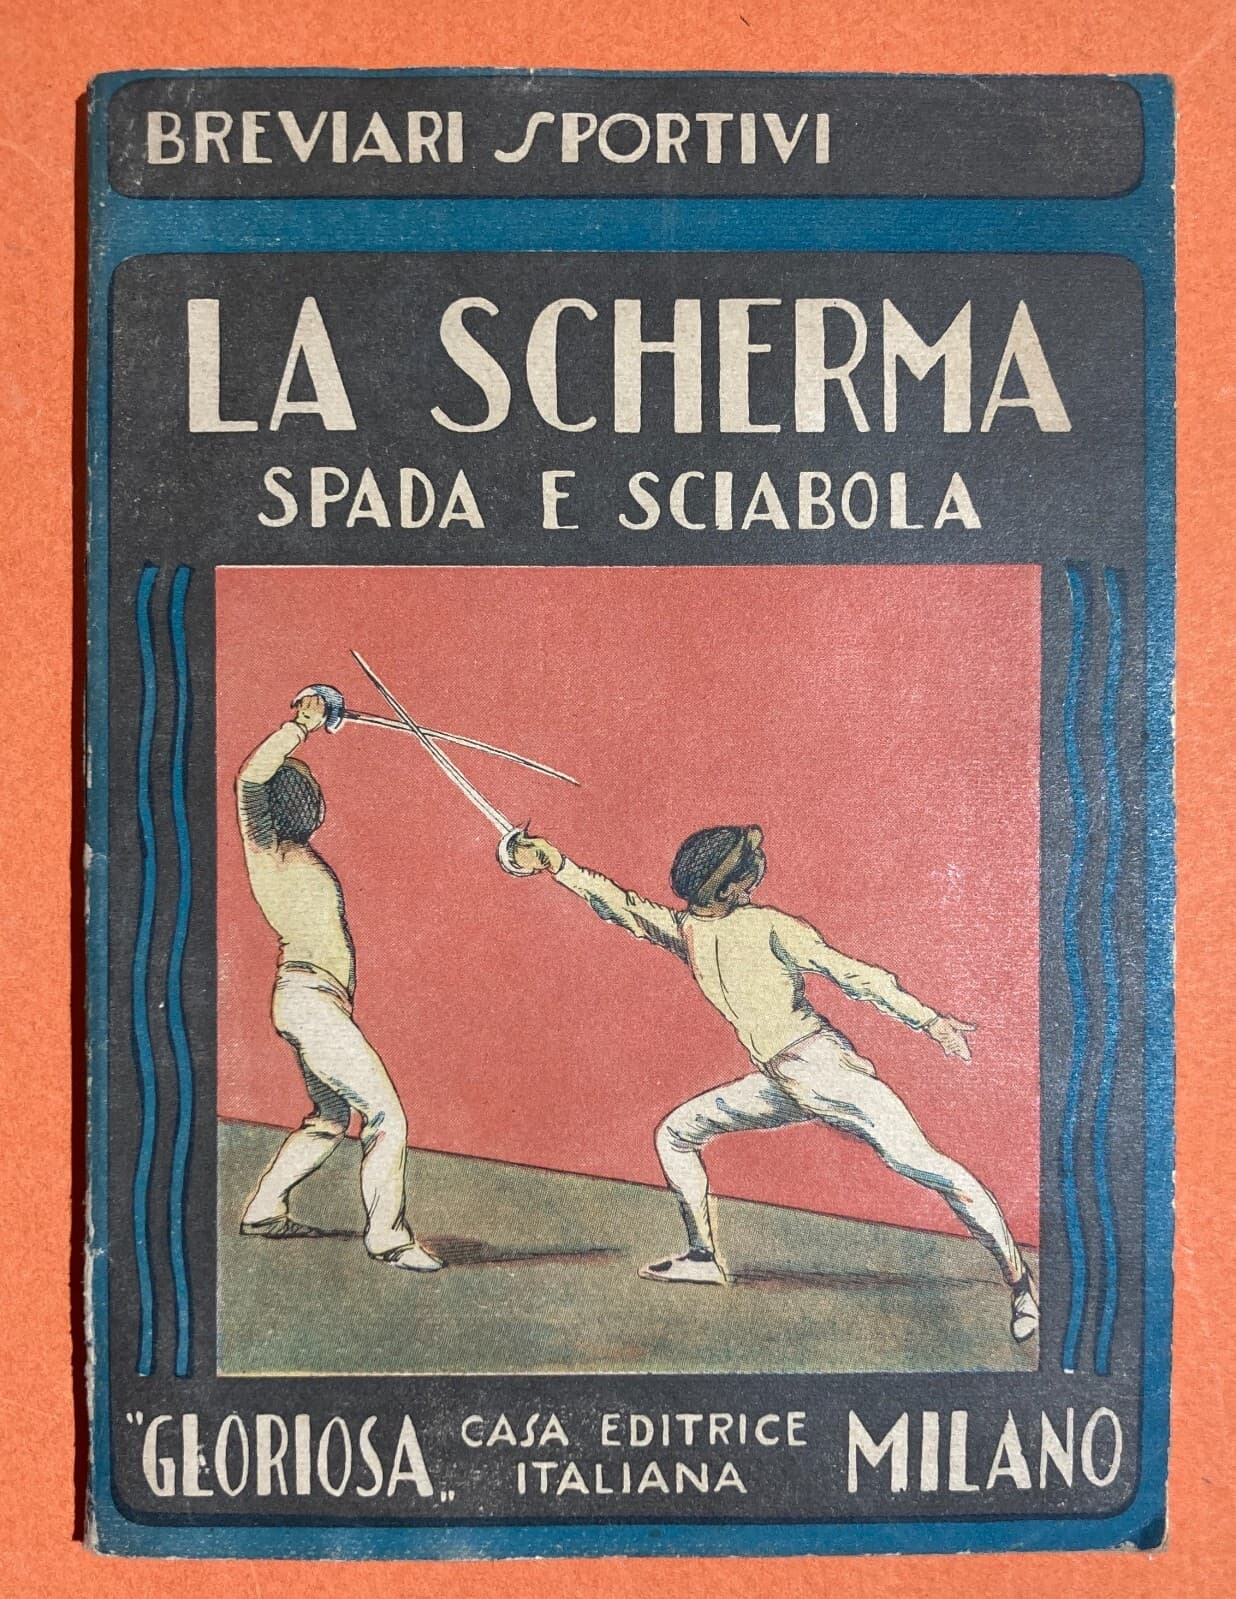 BREVIARI SPORTIVI
LA SCHERMA
SPADA E SCIABOLA
"GLORIOSA„ CASA EDITRICE ITALIANA MILANO